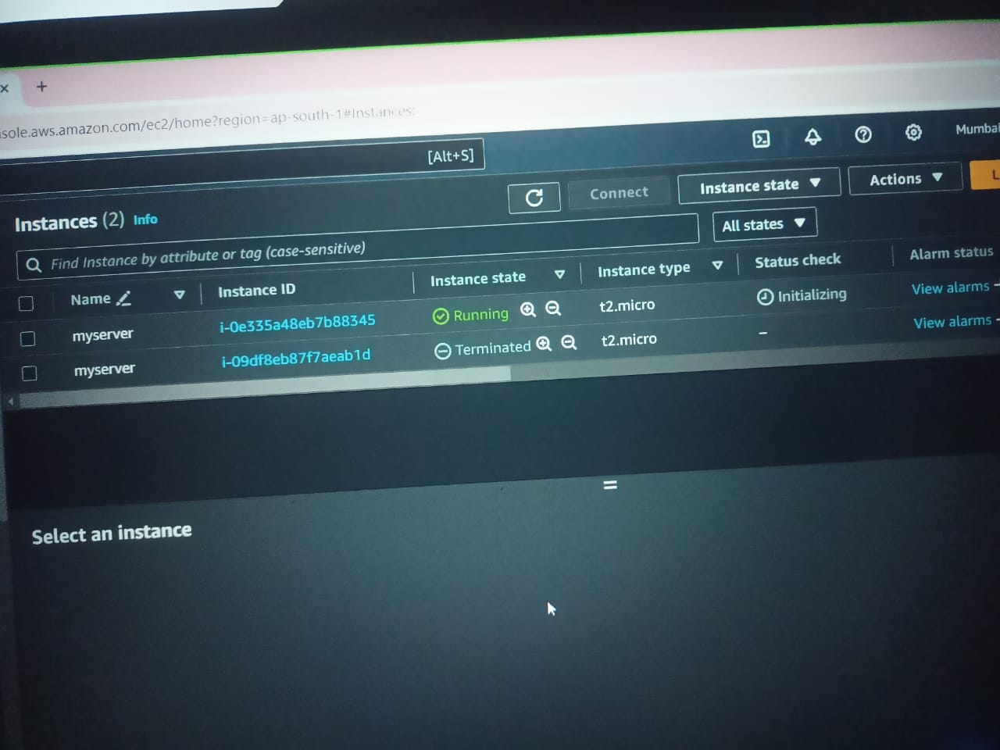 sole.aws.amazon.com/ec2/home?region=ap-south-1#Instances:
[Alt+S]
Mumbai
Instances (2) Info
Connect
Instance state
Actions
L
Find Instance by attribute or tag (case-sensitive)
All states
Name
Instance ID
Instance state
Instance type
Status check
Alarm status
myserver
i-0e335a48eb7b88345
Running
t2.micro
Initializing
View alarms
myserver
i-09df8eb87f7aeab1d
Terminated
t2.micro
–
View alarms
Select an instance